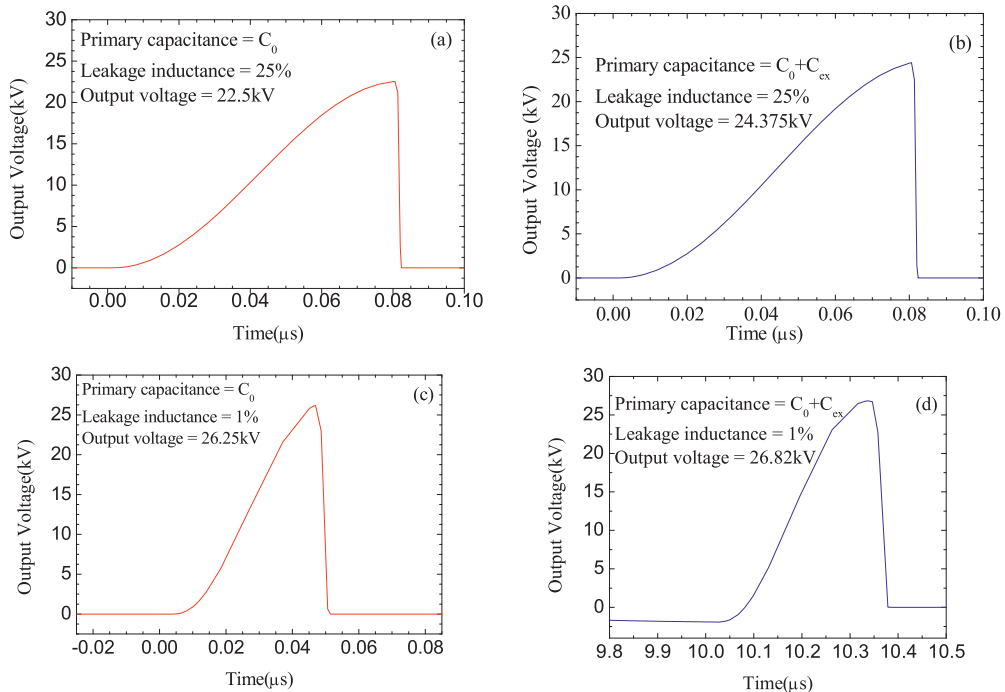 (a)
Primary capacitance = C0
Leakage inductance = 25%
Output voltage = 22.5kV
30
25
20
15
10
5
0
Output Voltage(kV)
0.00 0.02 0.04 0.06 0.08 0.10
Time(μs)
(b)
Primary capacitance = C0+Cex
Leakage inductance = 25%
Output voltage = 24.375kV
30
25
20
15
10
5
0
Output Voltage (kV)
0.00 0.02 0.04 0.06 0.08 0.10
Time (μs)
(c)
Primary capacitance = C0
Leakage inductance = 1%
Output voltage = 26.25kV
30
25
20
15
10
5
0
Output Voltage(kV)
-0.02 0.00 0.02 0.04 0.06 0.08
Time(μs)
(d)
Primary capacitance = C0+Cex
Leakage inductance = 1%
Output voltage = 26.82kV
30
25
20
15
10
5
0
Output Voltage(kV)
9.8 9.9 10.0 10.1 10.2 10.3 10.4 10.5
Time(μs)